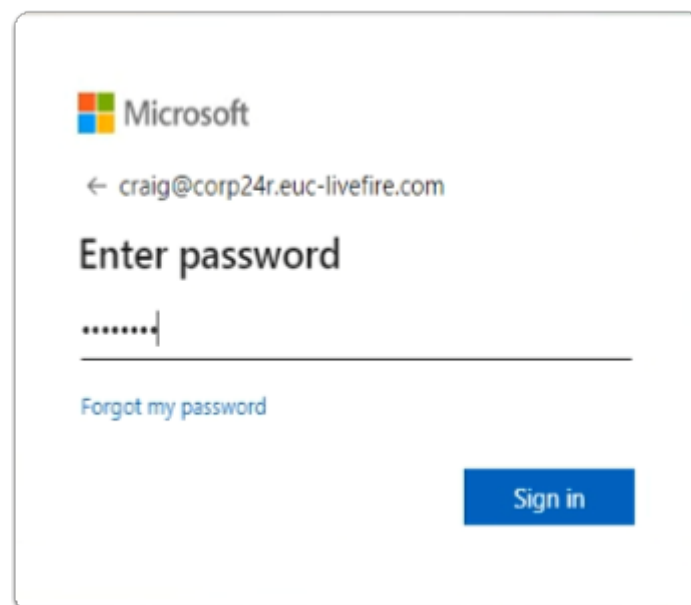 Microsoft
← craig@corp24r.euc-livefire.com
Enter password
••••••••
Forgot my password
Sign in